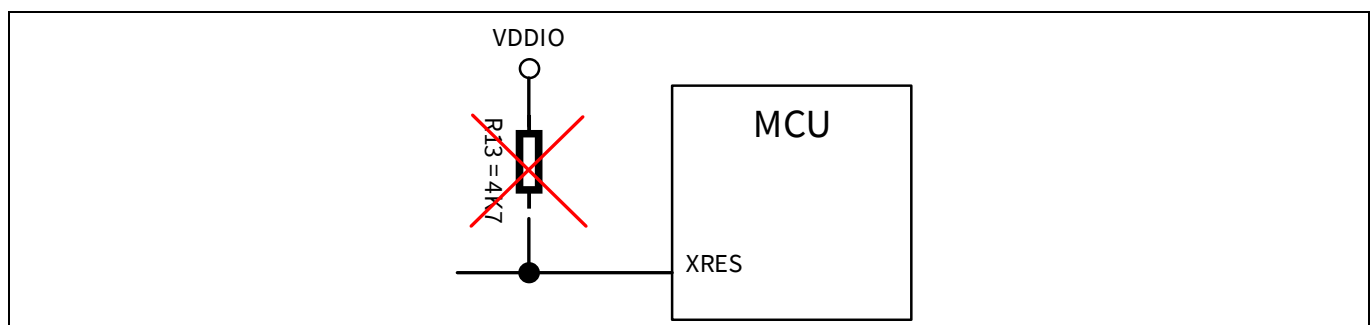 VDDIO
R13 = 4K7
MCU
XRES